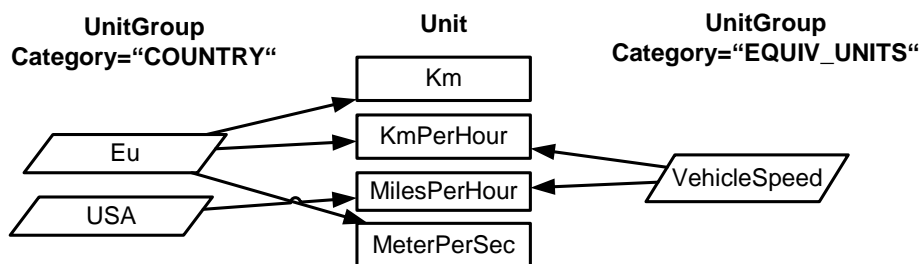 UnitGroup
Category=“COUNTRY“
Unit
UnitGroup
Category=“EQUIV_UNITS“
Km
Eu
KmPerHour
VehicleSpeed
USA
MilesPerHour
MeterPerSec